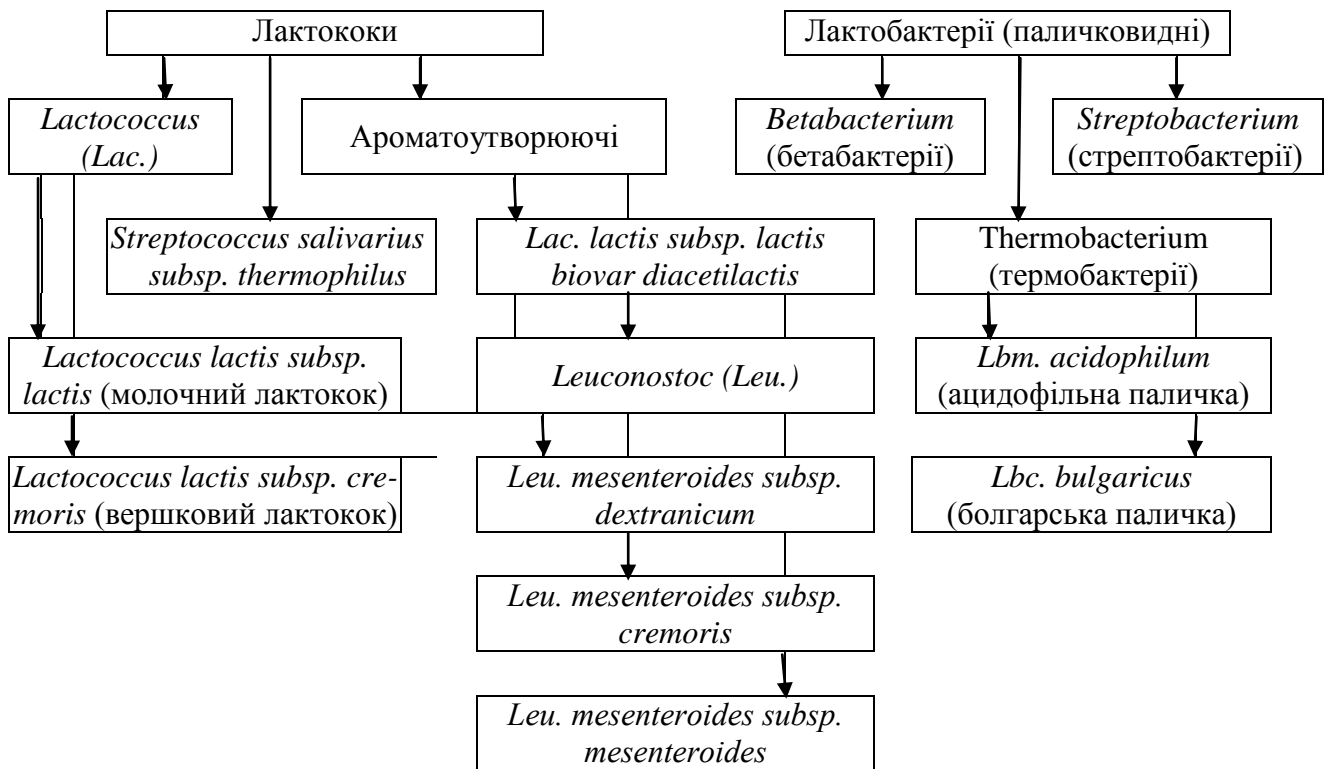 Лактококи
Лактобактерії (паличковидні)
Lactococcus
(Lac.)
Ароматоутворюючі
Betabacterium
(бетабактерії)
Streptobacterium
(стрептобактерії)
Streptococcus salivarius
subsp. thermophilus
Lac. lactis subsp. lactis
biovar diacetilactis
Thermobacterium
(термобактерії)
Lactococcus lactis subsp.
lactis (молочний лактокок)
Leuconostoc (Leu.)
Lbm. acidophilum
(ацидофільна паличка)
Lactococcus lactis subsp. cre-
moris (вершковий лактокок)
Leu. mesenteroides subsp.
dextranicum
Lbc. bulgaricus
(болгарська паличка)
Leu. mesenteroides subsp.
cremoris
Leu. mesenteroides subsp.
mesenteroides